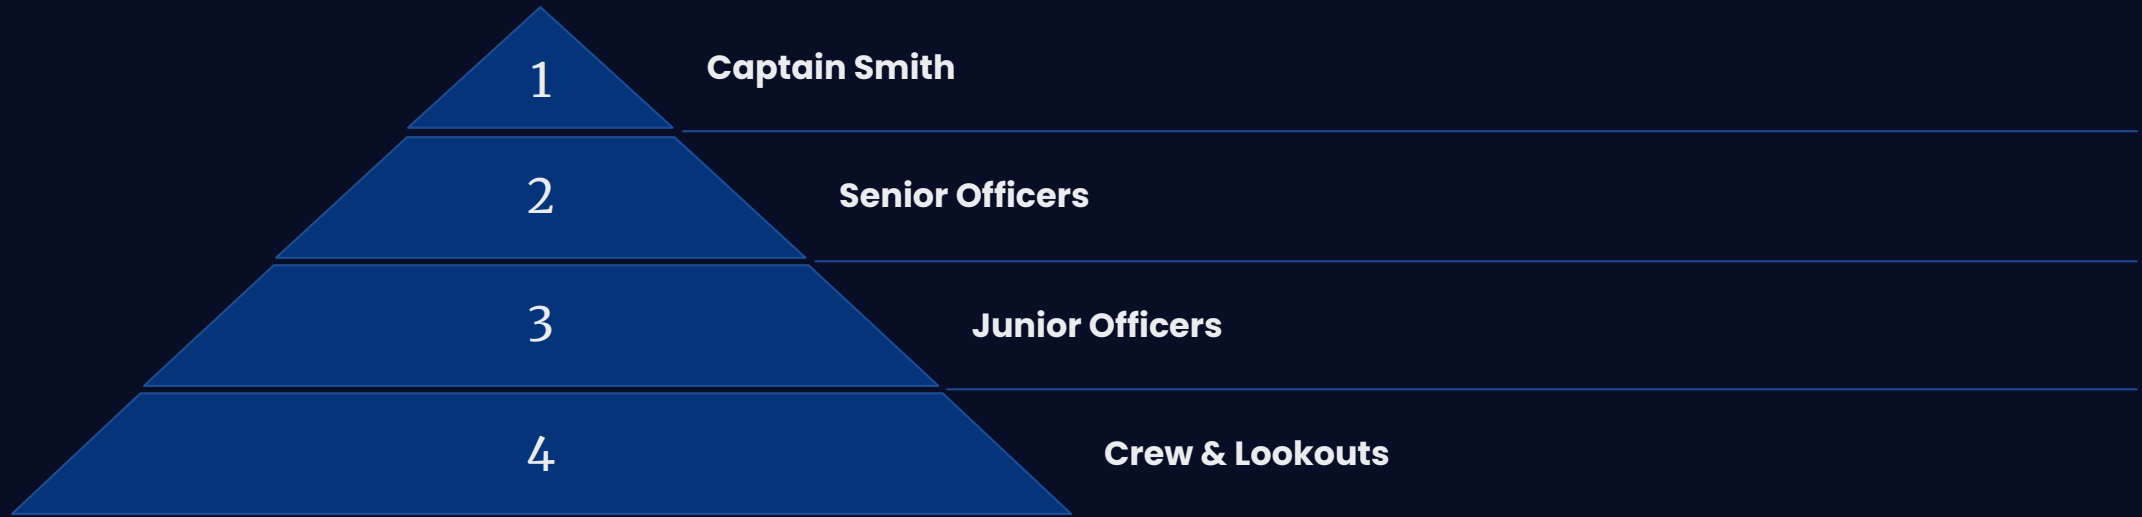 1
Captain Smith
2
Senior Officers
3
Junior Officers
4
Crew & Lookouts